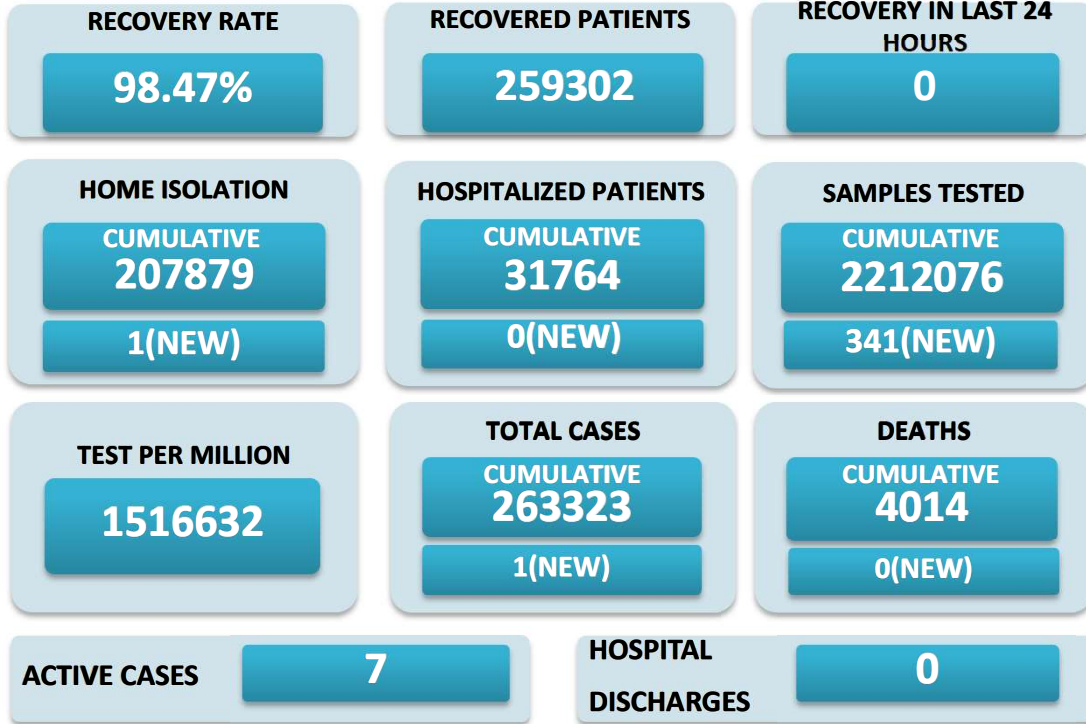 RECOVERY RATE
98.47%
RECOVERED PATIENTS
259302
RECOVERY IN LAST 24
HOURS
0
HOME ISOLATION
CUMULATIVE
207879
1(NEW)
HOSPITALIZED PATIENTS
CUMULATIVE
31764
0(NEW)
SAMPLES TESTED
CUMULATIVE
2212076
341(NEW)
TEST PER MILLION
1516632
TOTAL CASES
CUMULATIVE
263323
1(NEW)
DEATHS
CUMULATIVE
4014
0(NEW)
ACTIVE CASES
7
HOSPITAL
DISCHARGES
0